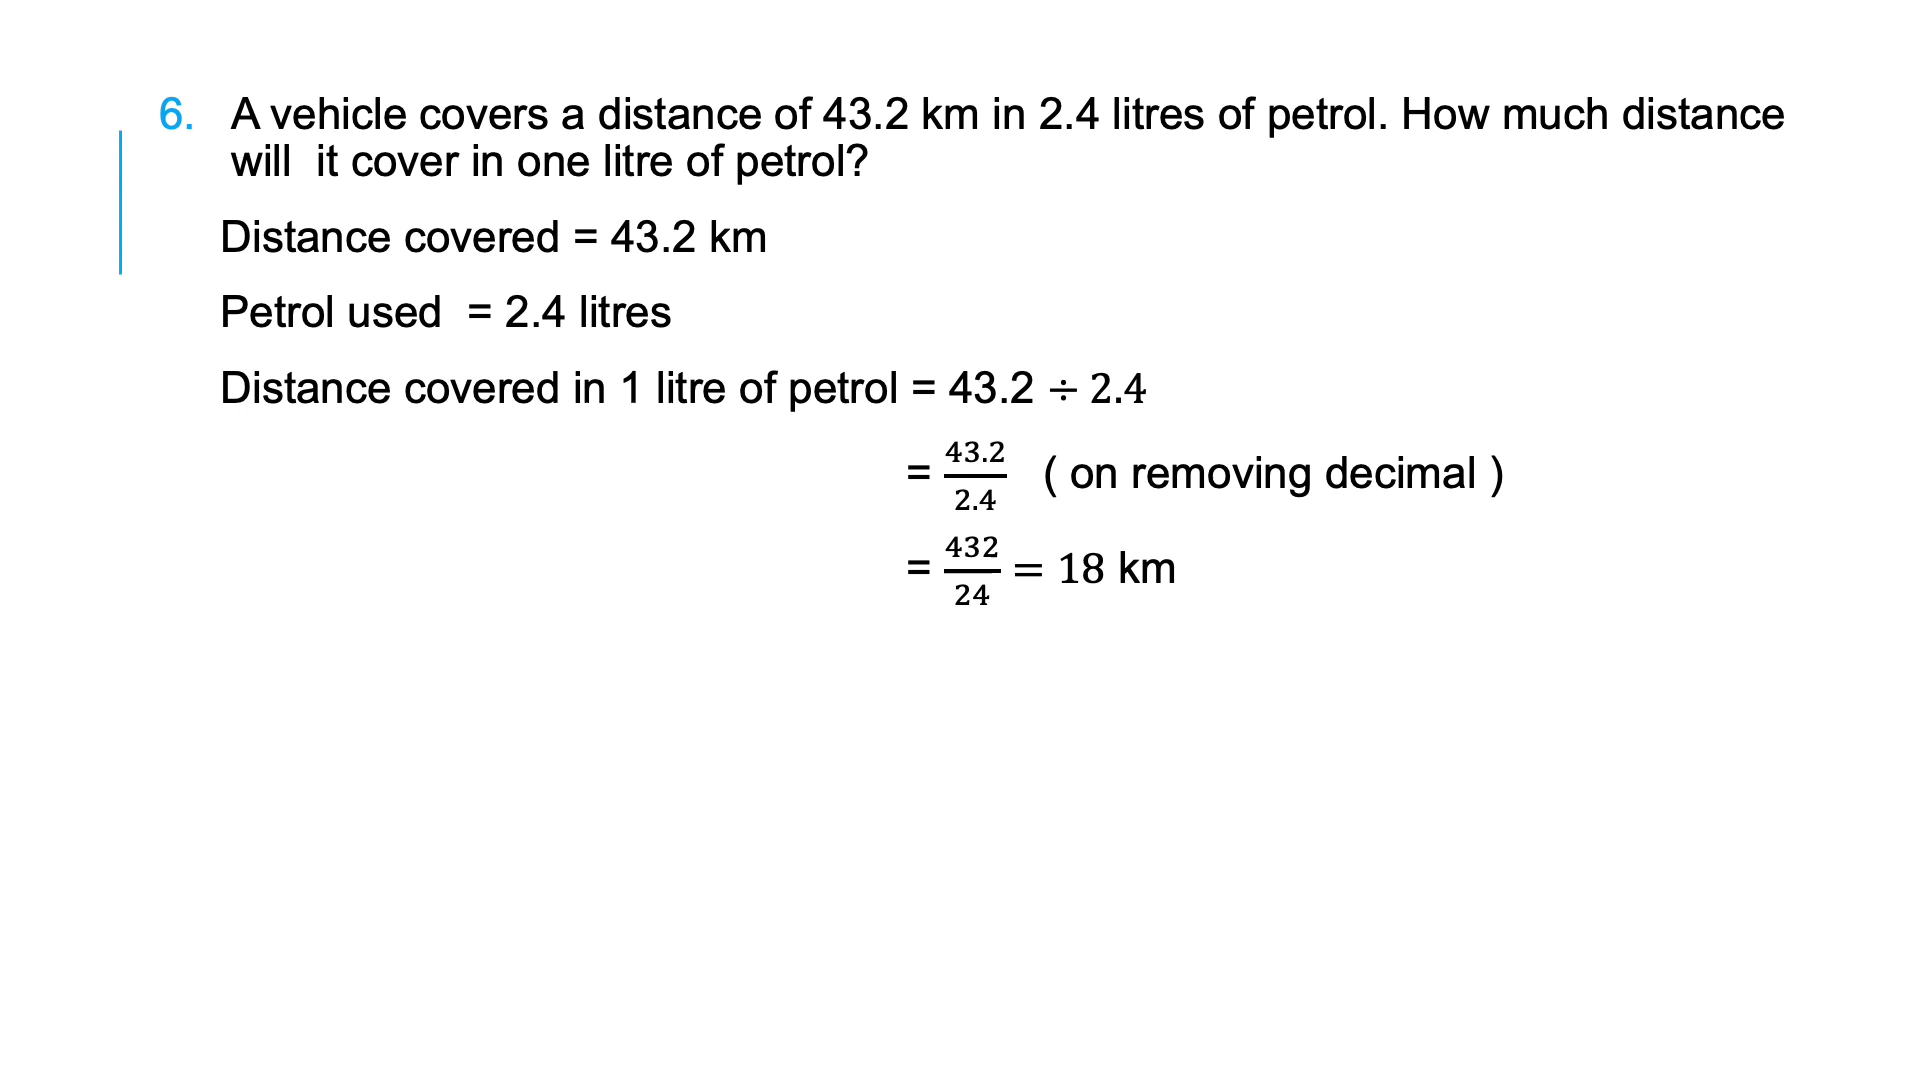 6. A vehicle covers a distance of 43.2 km in 2.4 litres of petrol. How much distance
will  it cover in one litre of petrol?
Distance covered = 43.2 km
Petrol used  = 2.4 litres
Distance covered in 1 litre of petrol = 43.2 ÷ 2.4
= 43.2/2.4 ( on removing decimal )
= 432/24 = 18 km